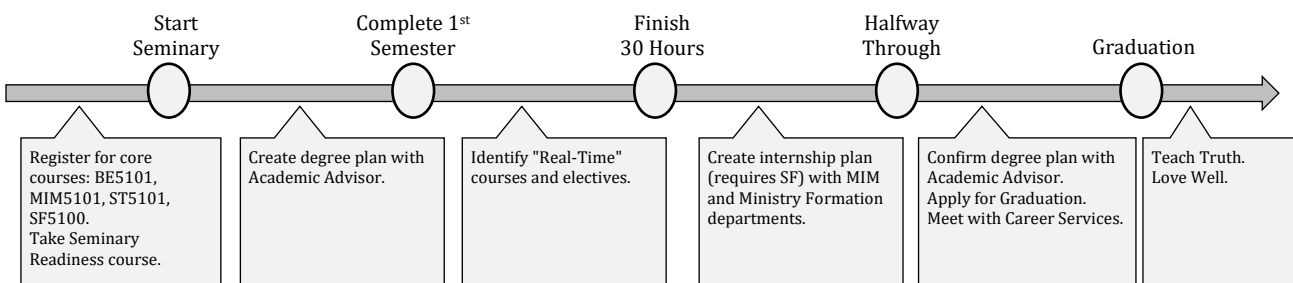 Start
Seminary
Complete 1st
Semester
Finish
30 Hours
Halfway
Through
Graduation
Register for core
courses: BE5101,
MIM5101, ST5101,
SF5100.
Take Seminary
Readiness course.
Create degree plan with
Academic Advisor.
Identify "Real-Time"
courses and electives.
Create internship plan
(requires SF) with MIM
and Ministry Formation
departments.
Confirm degree plan with
Academic Advisor.
Apply for Graduation.
Meet with Career Services.
Teach Truth.
Love Well.